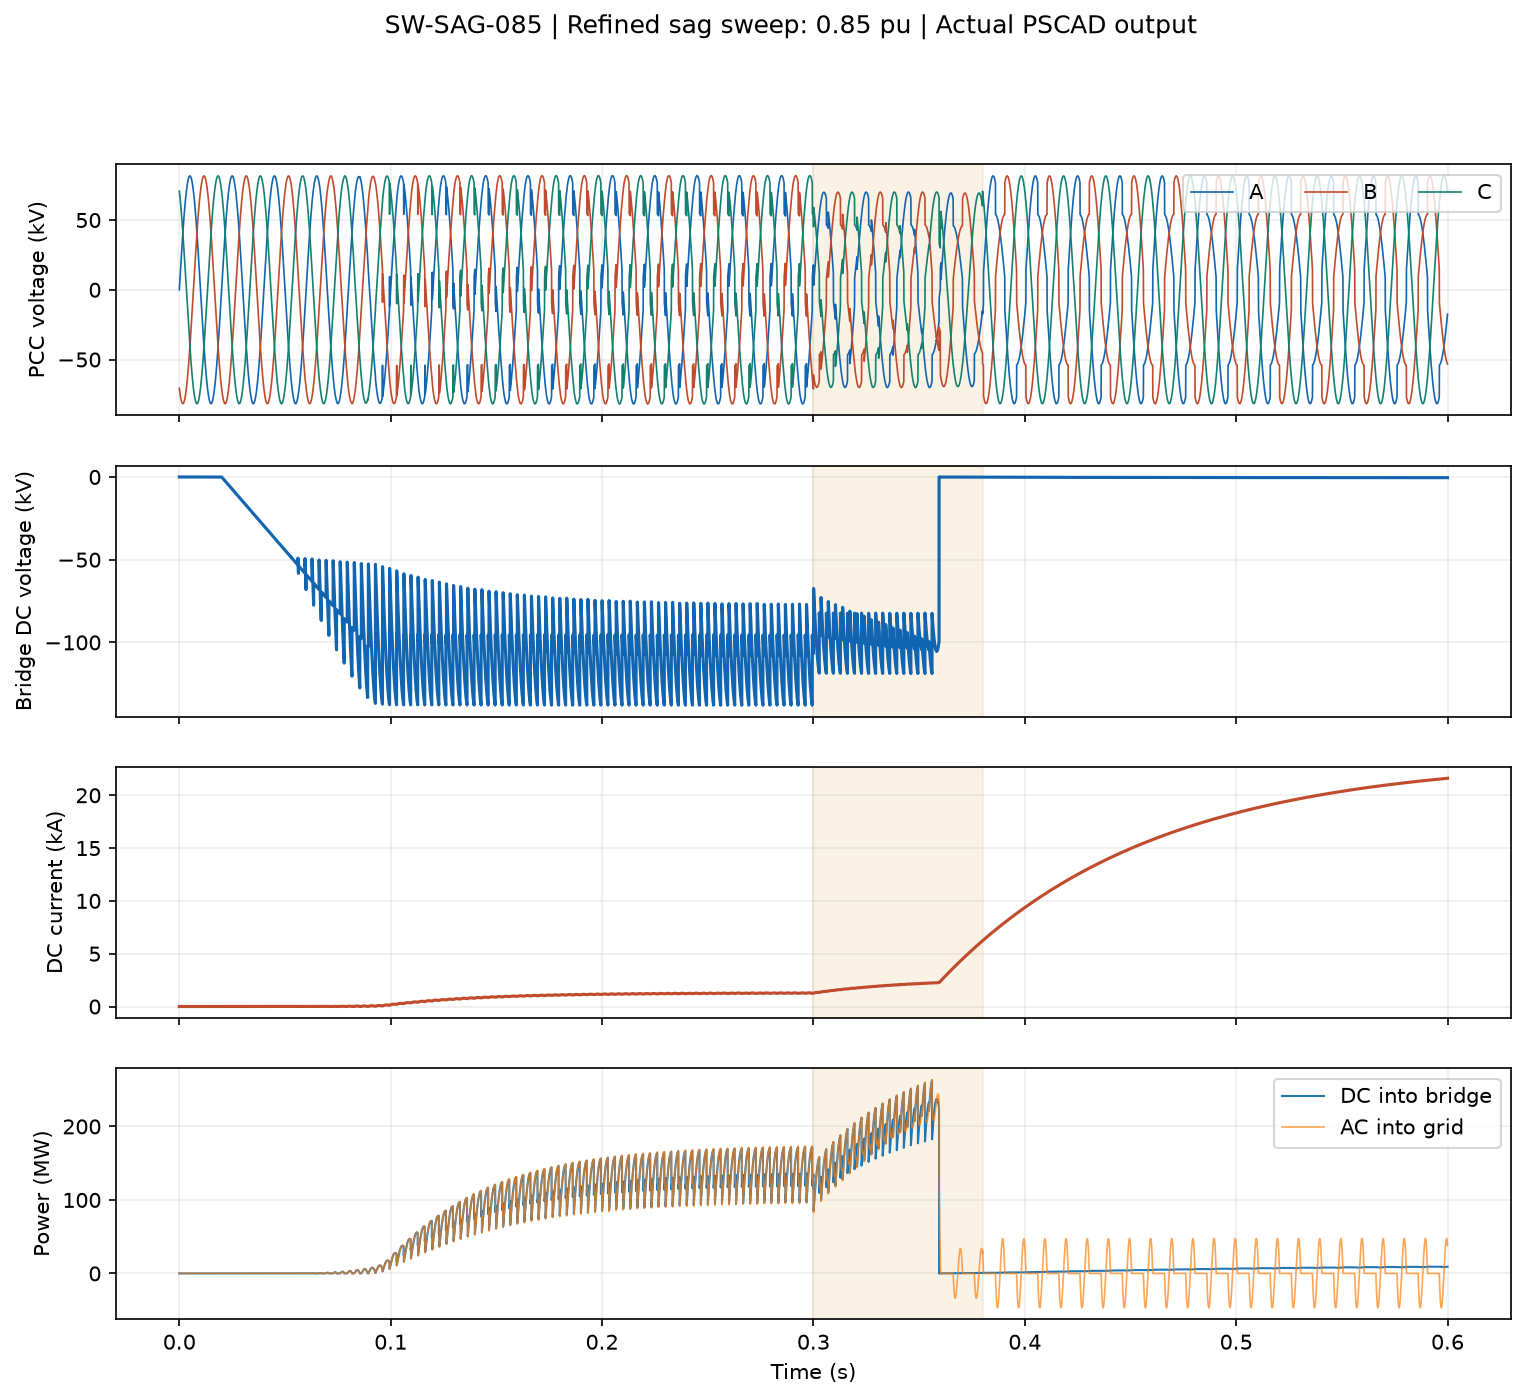 SW-SAG-085 | Refined sag sweep: 0.85 pu | Actual PSCAD output
PCC voltage (kV)
50
0
−50
A B C
Bridge DC voltage (kV)
0
−50
−100
DC current (kA)
20
15
10
5
0
Power (MW)
200
100
0
DC into bridge
AC into grid
0.0 0.1 0.2 0.3 0.4 0.5 0.6
Time (s)